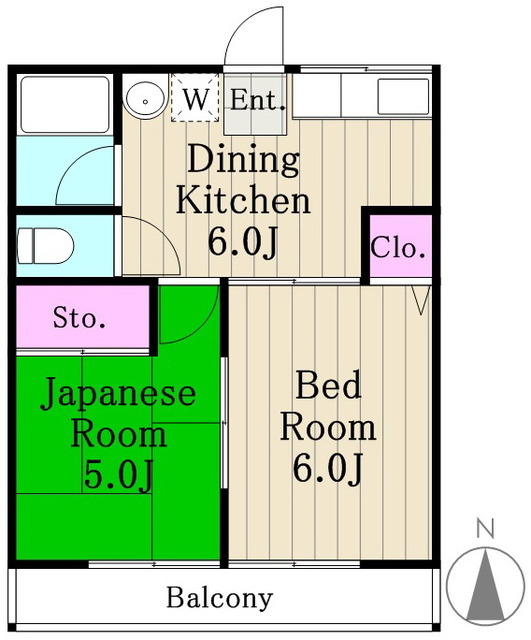 W
Ent.
Dining
Kitchen
6.0J
Clo.
Sto.
Japanese
Room
5.0J
Bed
Room
6.0J
N
Balcony